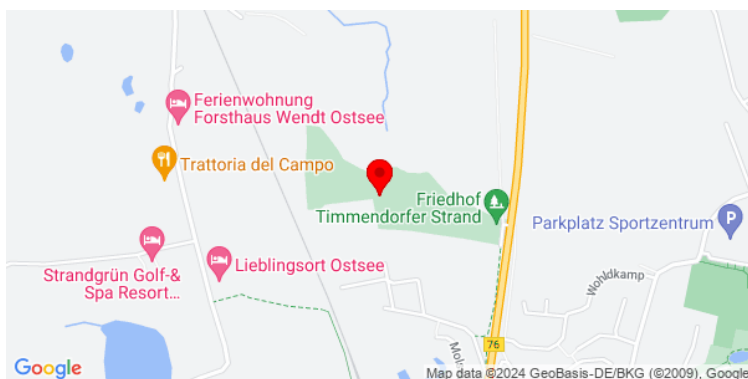 Ferienwohnung
Forsthaus Wendt Ostsee
Trattoria del Campo
Friedhof
Timmendorfer Strand
Parkplatz Sportzentrum
P
Strandgrün Golf-&
Spa Resort...
Lieblingsort Ostsee
Wohldkamp
76
Google
Map data ©2024 GeoBasis-DE/BKG (©2009), Google